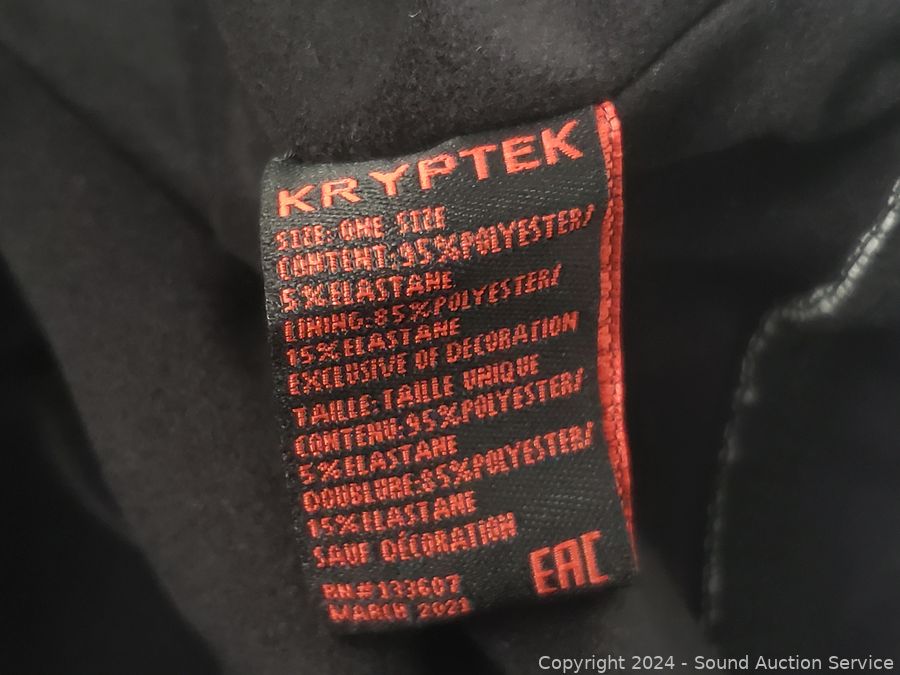 KRYPTEK
SIZE: ONE SIZE
CONTENT: 95%POLYESTER/
5%ELASTANE
LINING:85%POLYESTER/
15%ELASTANE
EXCLUSIVE OF DECORATION
TAILLE:TAILLE UNIQUE
CONTENU:95%POLYESTER/
5%ELASTANE
DOUBLURE:85%POLYESTER/
15%ELASTANE
SAUF DÉCORATION
RN#133607
MARCH 2021
EAC
Copyright © 2024 - Sound Auction Service